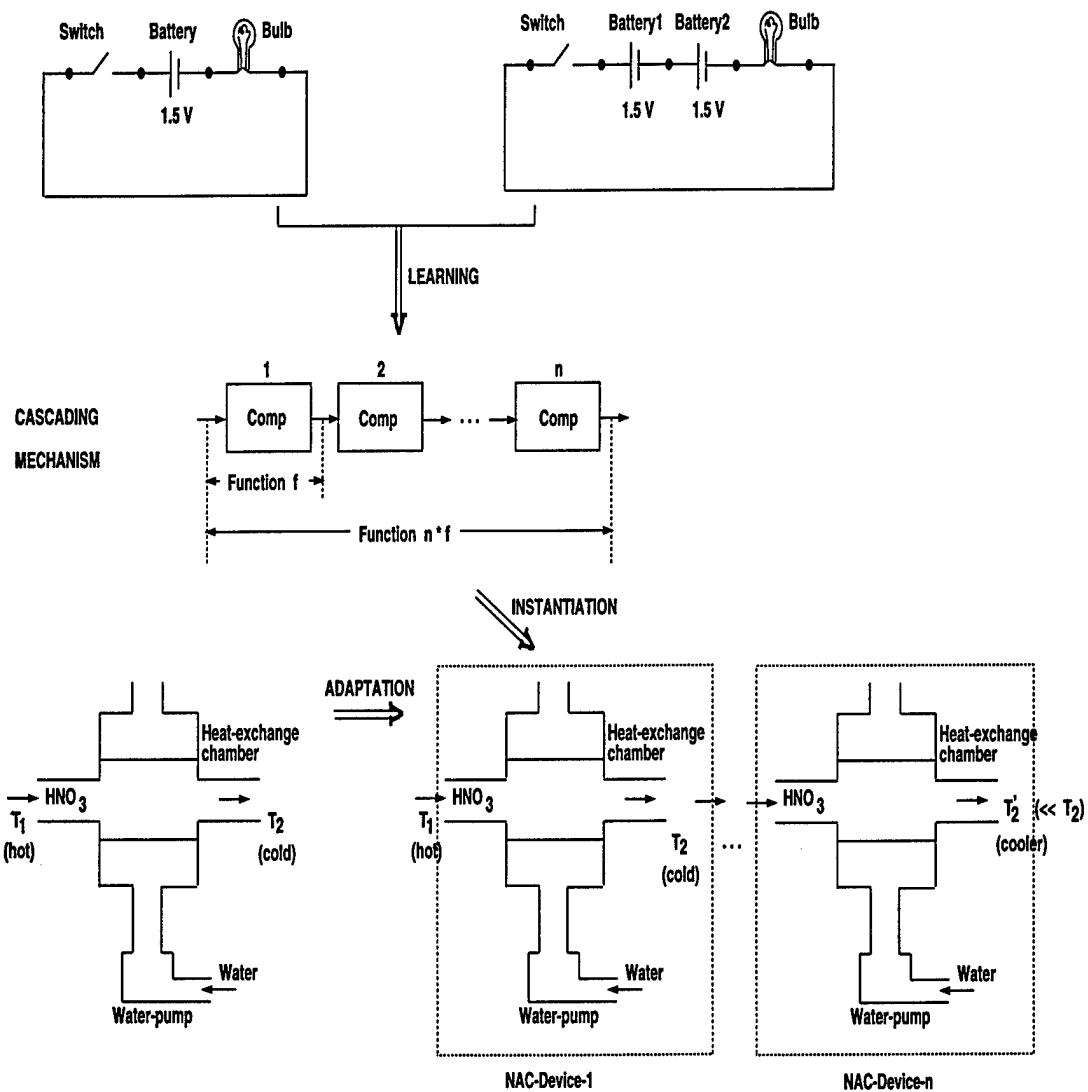 Switch Battery Bulb
1.5 V
Switch Battery1 Battery2 Bulb
1.5 V 1.5 V
LEARNING
CASCADING
MECHANISM
1 2 n
Comp Comp ... Comp
Function f
Function n * f
INSTANTIATION
ADAPTATION
Heat-exchange
chamber
HNO3
T1
(hot)
T2
(cold)
Water
Water-pump
Heat-exchange
chamber
HNO3
T1
(hot)
T2
(cold)
...
Water
Water-pump
NAC-Device-1
Heat-exchange
chamber
HNO3
T2' (<< T2)
(cooler)
Water
Water-pump
NAC-Device-n